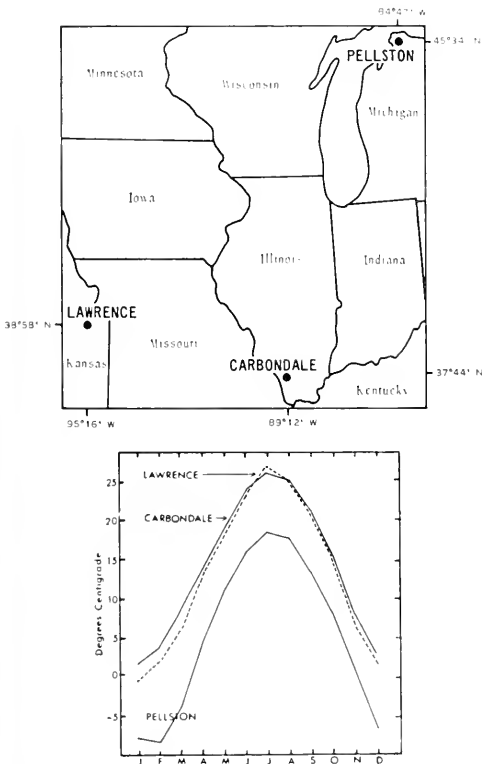 84°47' W
45°34' N
PELLSTON
Minnesota
Wisconsin
Michigan
Iowa
Illinois
Indiana
LAWRENCE
38°58' N
Missouri
Kansas
CARBONDALE
37°44' N
Kentucky
95°16' W
89°12' W
LAWRENCE
CARBONDALE
PELLSTON
Degrees Centigrade
25
20
15
10
5
0
-5
J F M A M J J A S O N D